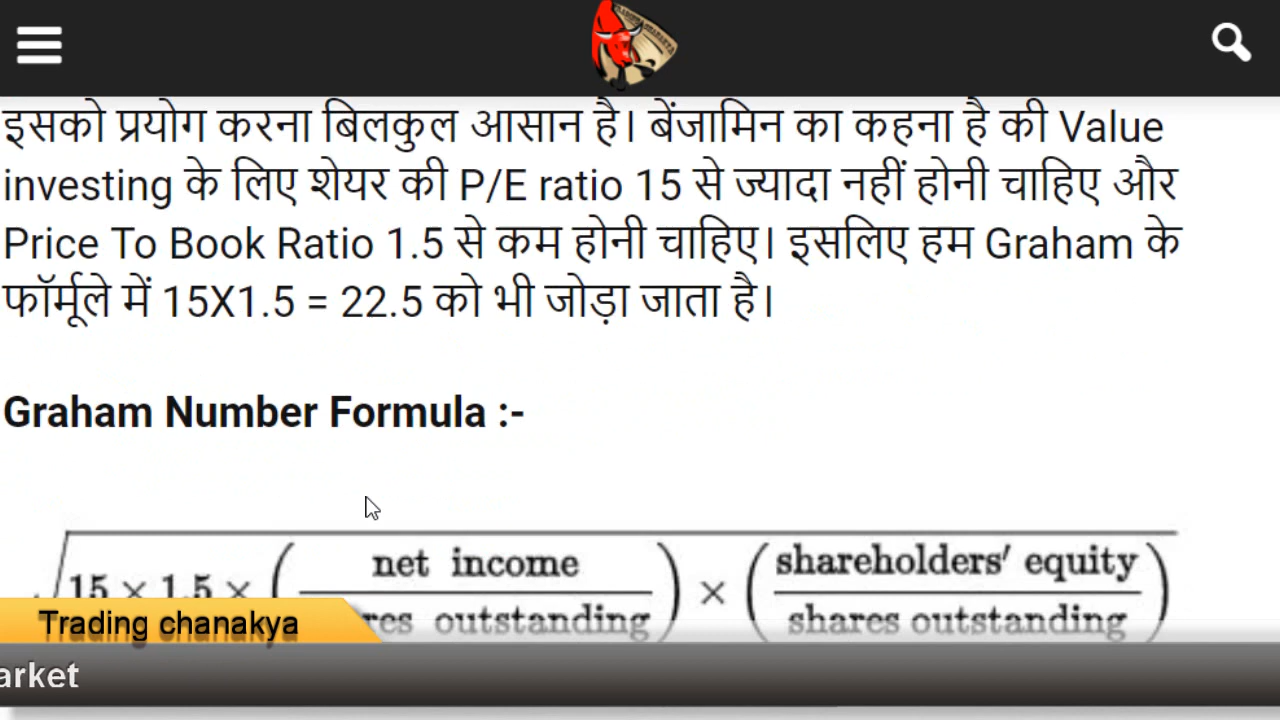 इसको प्रयोग करना बिलकुल आसान है। बेंजामिन का कहना है की Value
investing के लिए शेयर की P/E ratio 15 से ज्यादा नहीं होनी चाहिए और
Price To Book Ratio 1.5 से कम होनी चाहिए। इसलिए हम Graham के
फॉर्मूले में 15X1.5 = 22.5 को भी जोड़ा जाता है।
Graham Number Formula :-
net income shareholders' equity
√15 × 1.5 × ( ) × ( )
outstanding shares outstanding
Trading chanakya
arket